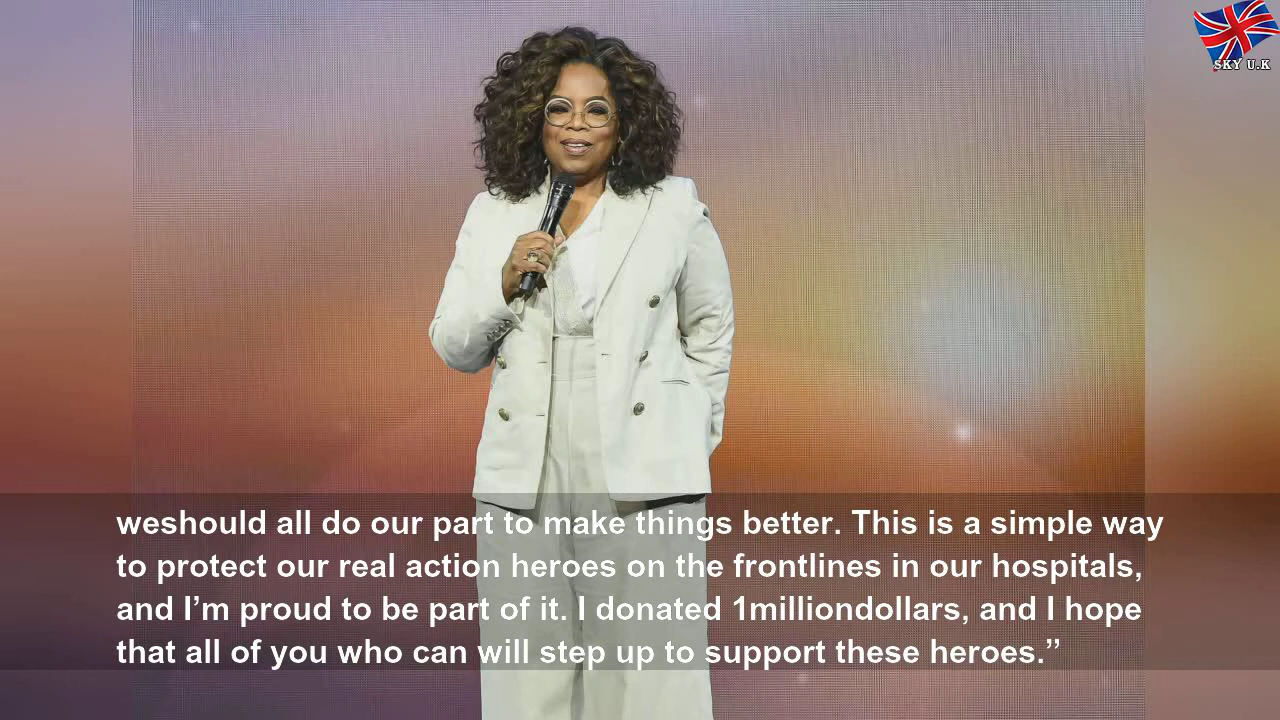 SKY U.K
weshould all do our part to make things better. This is a simple way
to protect our real action heroes on the frontlines in our hospitals,
and I’m proud to be part of it. I donated 1milliondollars, and I hope
that all of you who can will step up to support these heroes.”